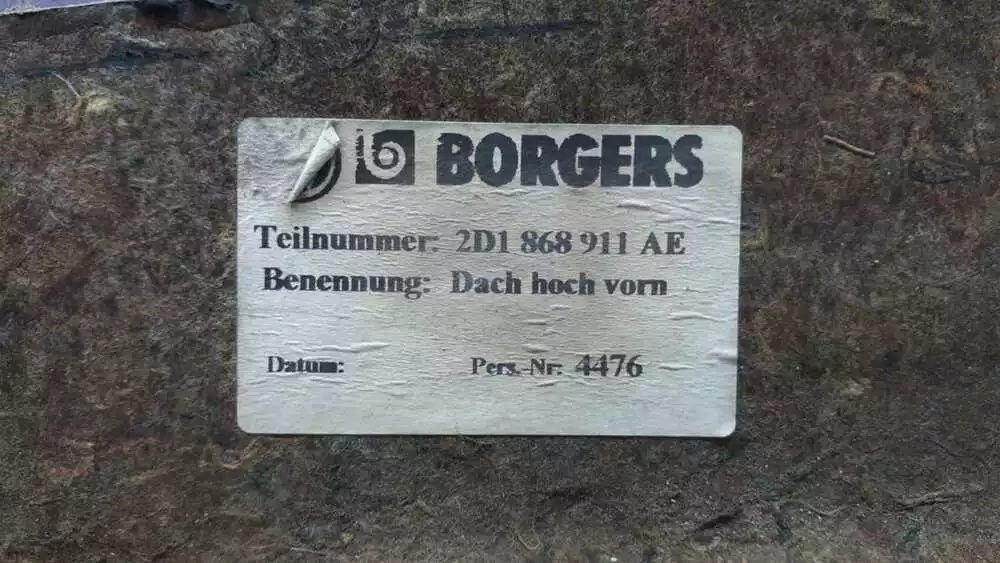 BORGERS
Teilnummer: 2D1 868 911 AE
Benennung: Dach hoch vorn
Datum: Pers.-Nr: 4476